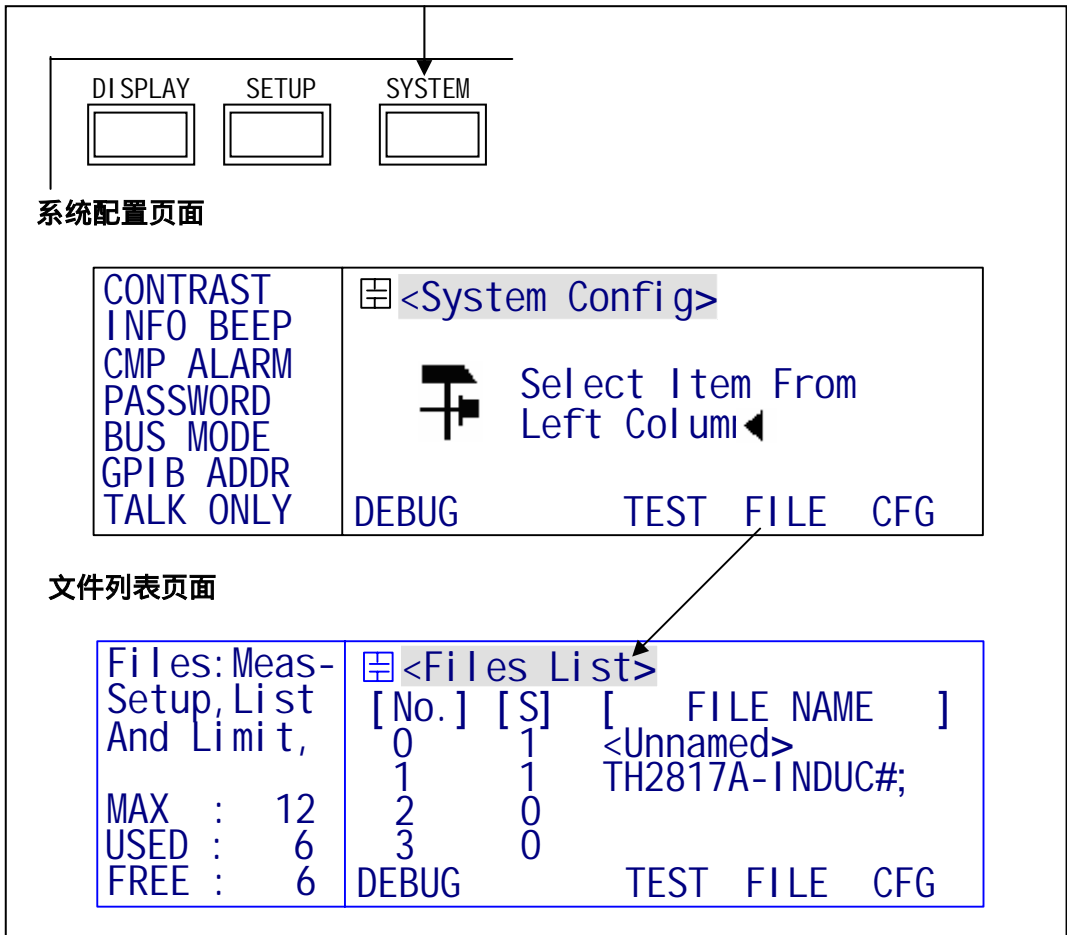 DISPLAY SETUP SYSTEM
系统配置页面
CONTRAST
INFO BEEP
CMP ALARM
PASSWORD
BUS MODE
GPIB ADDR
TALK ONLY
<System Config>
Select Item From
Left Colum
DEBUG TEST FILE CFG
文件列表页面
Files:Meas-
Setup,List
And Limit,
MAX : 12
USED : 6
FREE : 6
<Files List>
[No.] [S] [ FILE NAME ]
0 1 <Unnamed>
1 1 TH2817A-INDUC#;
2 0
3 0
DEBUG TEST FILE CFG